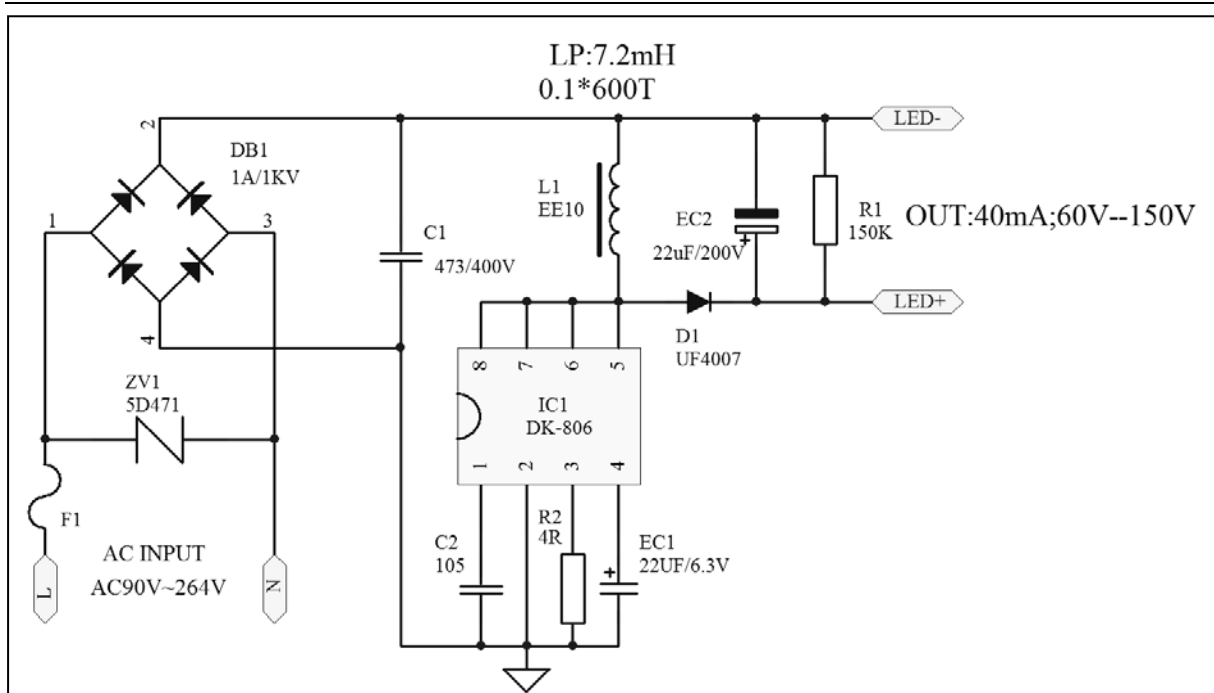 LP:7.2mH
0.1*600T
2
LED-
DB1
1A/1KV
1
3
L1
EE10
EC2
22uF/200V
+
R1
150K
OUT:40mA;60V--150V
C1
473/400V
4
LED+
D1
UF4007
8
7
6
5
ZV1
5D471
IC1
DK-806
1
2
3
4
F1
R2
4R
C2
105
EC1
22UF/6.3V
+
AC INPUT
AC90V~264V
L
N